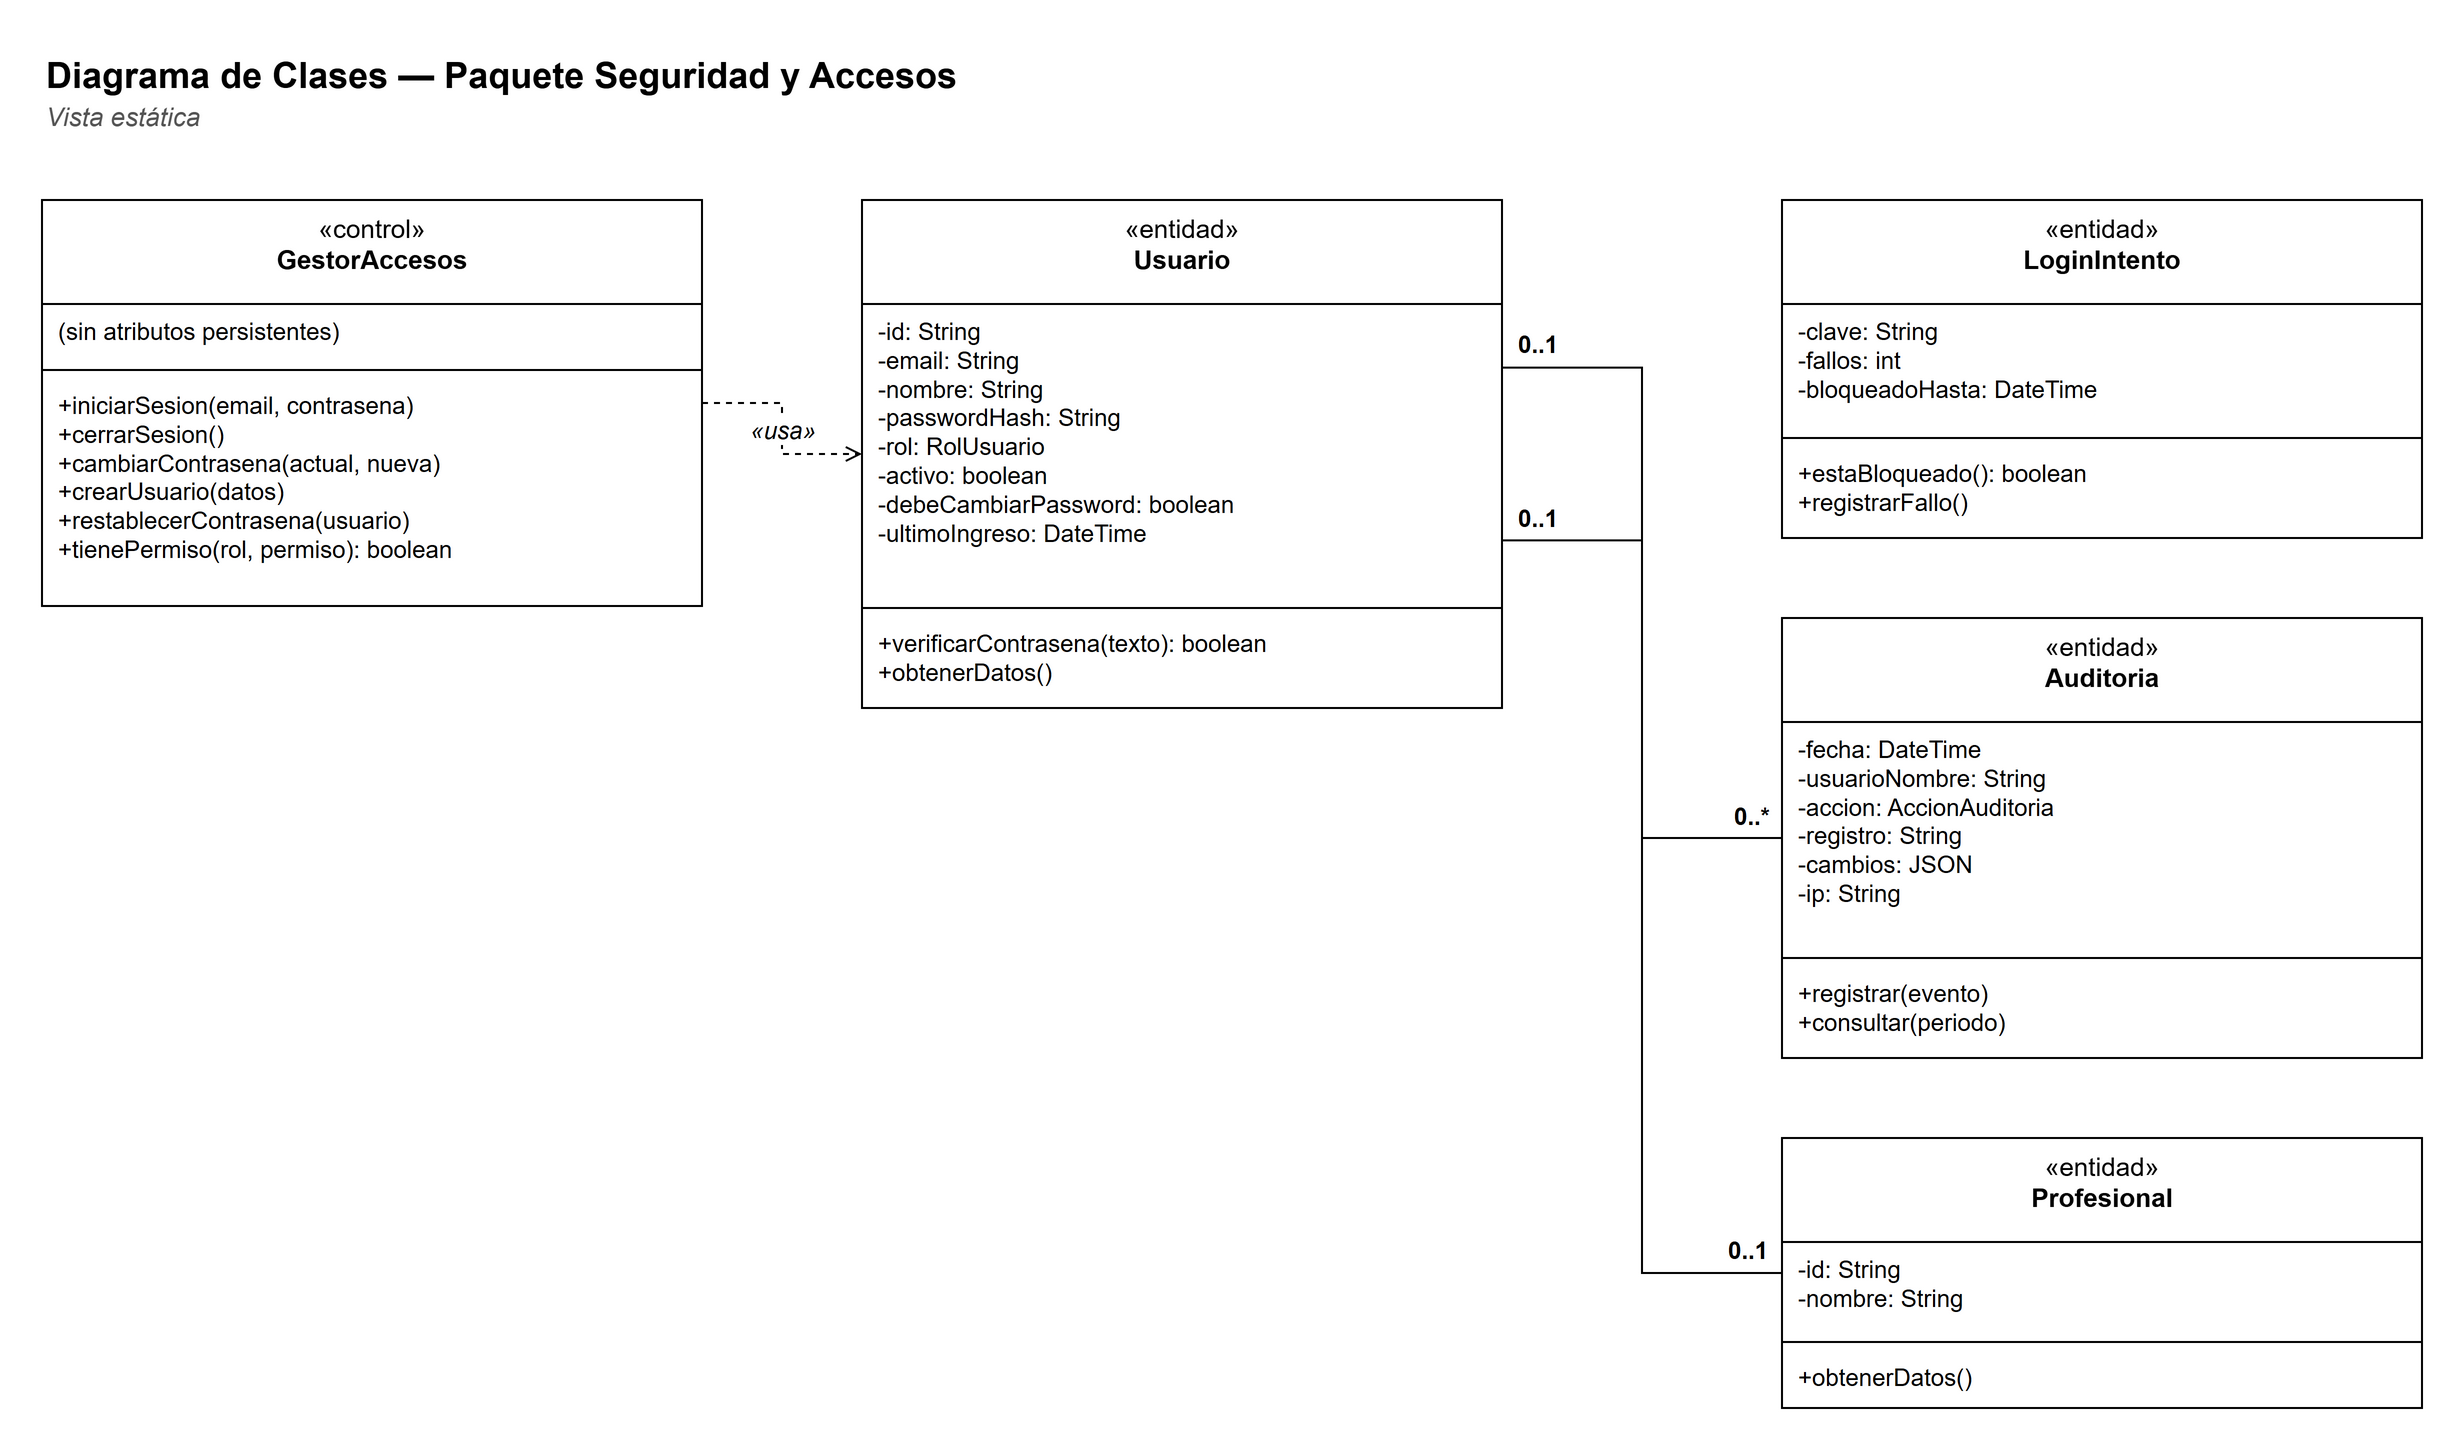 Diagrama de Clases — Paquete Seguridad y Accesos
Vista estática
«control»
GestorAccesos
(sin atributos persistentes)
+iniciarSesion(email, contrasena)
+cerrarSesion()
+cambiarContrasena(actual, nueva)
+crearUsuario(datos)
+restablecerContrasena(usuario)
+tienePermiso(rol, permiso): boolean
«usa»
«entidad»
Usuario
-id: String
-email: String
-nombre: String
-passwordHash: String
-rol: RolUsuario
-activo: boolean
-debeCambiarPassword: boolean
-ultimoIngreso: DateTime
+verificarContrasena(texto): boolean
+obtenerDatos()
0..1
0..1
«entidad»
LoginIntento
-clave: String
-fallos: int
-bloqueadoHasta: DateTime
+estaBloqueado(): boolean
+registrarFallo()
«entidad»
Auditoria
-fecha: DateTime
-usuarioNombre: String
-accion: AccionAuditoria
-registro: String
-cambios: JSON
-ip: String
+registrar(evento)
+consultar(periodo)
0..*
«entidad»
Profesional
-id: String
-nombre: String
+obtenerDatos()
0..1